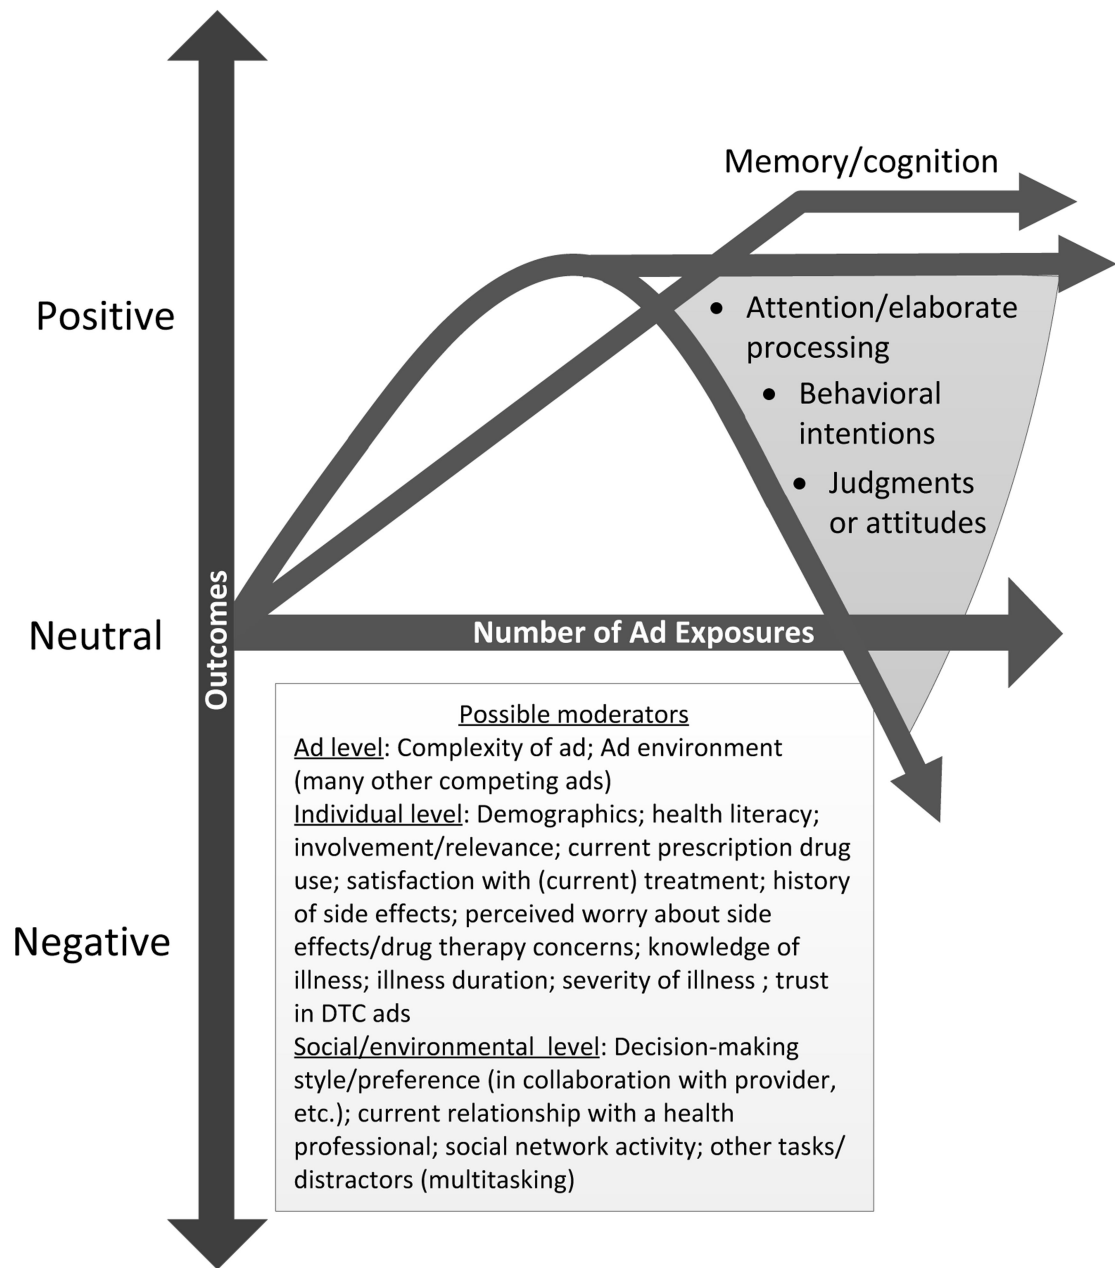 Memory/cognition
Positive
• Attention/elaborate
processing
• Behavioral
intentions
• Judgments
or attitudes
Outcomes
Neutral
Number of Ad Exposures
Possible moderators
Ad level: Complexity of ad; Ad environment
(many other competing ads)
Individual level: Demographics; health literacy;
involvement/relevance; current prescription drug
use; satisfaction with (current) treatment; history
of side effects; perceived worry about side
effects/drug therapy concerns; knowledge of
illness; illness duration; severity of illness ; trust
in DTC ads
Social/environmental  level: Decision-making
style/preference (in collaboration with provider,
etc.); current relationship with a health
professional; social network activity; other tasks/
distractors (multitasking)
Negative